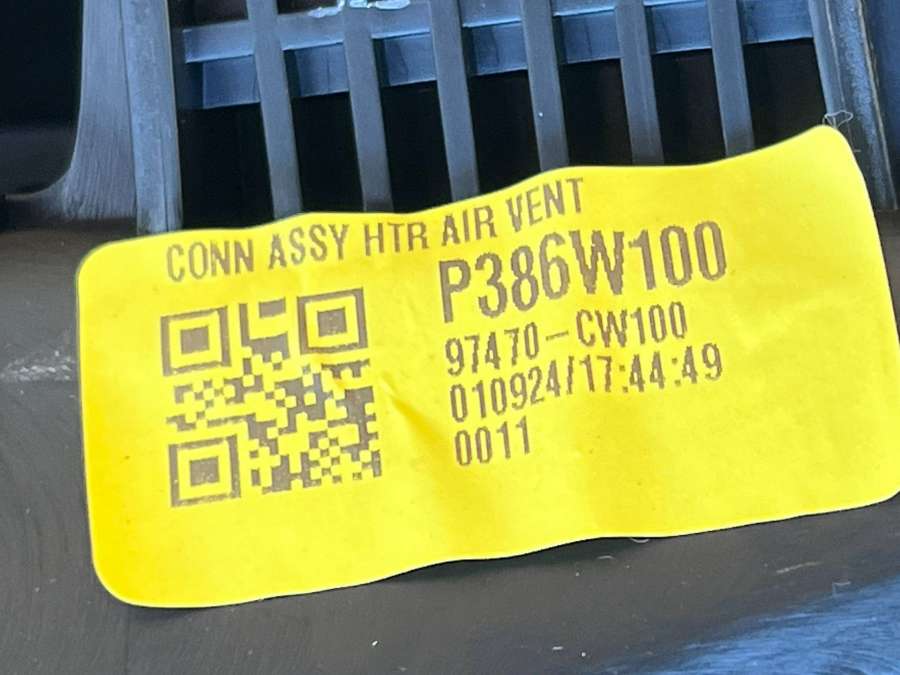 CONN ASSY HTR AIR VENT
P386W100
97470-CW100
010924/17:44:49
0011